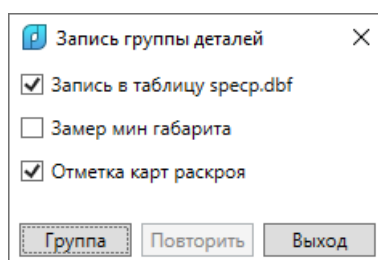 Запись группы деталей
Запись в таблицу specp.dbf
Замер мин габарита
Отметка карт раскроя
Группа Повторить Выход